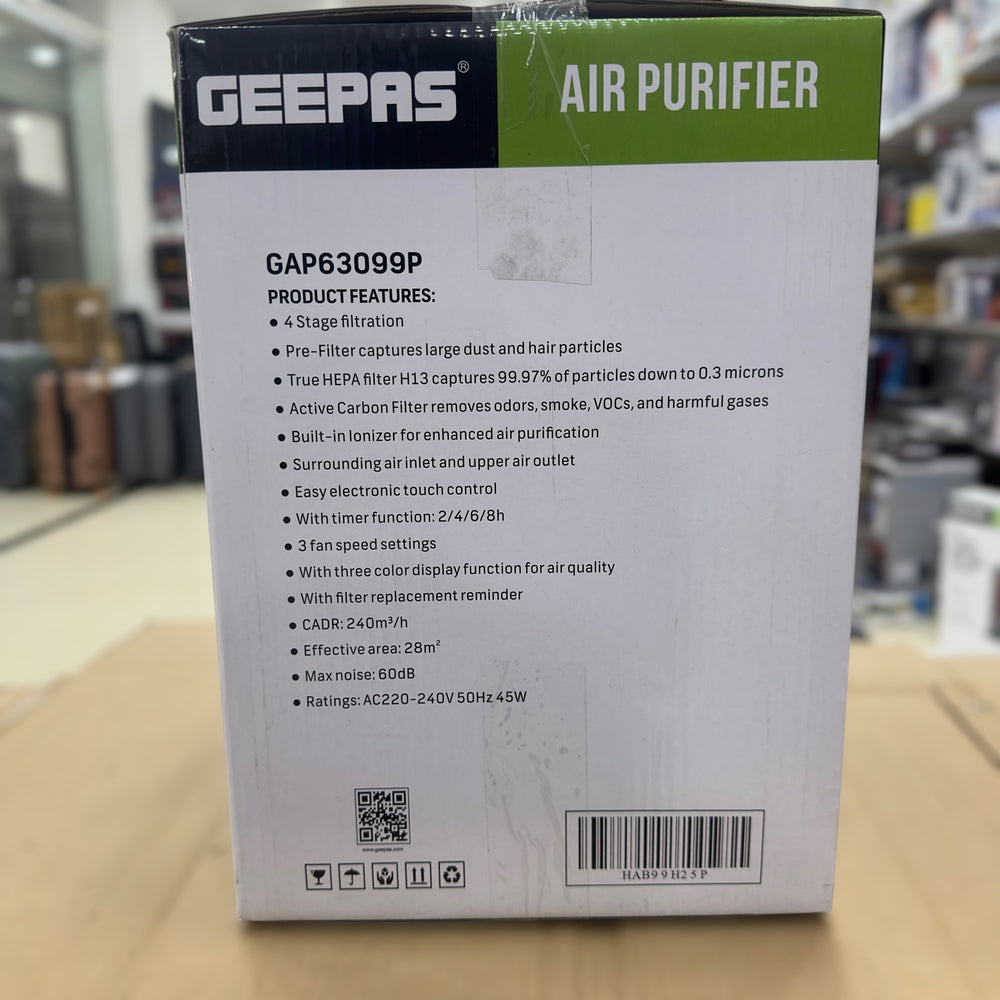 GEEPAS®
AIR PURIFIER
GAP63099P
PRODUCT FEATURES:
• 4 Stage filtration
• Pre-Filter captures large dust and hair particles
• True HEPA filter H13 captures 99.97% of particles down to 0.3 microns
• Active Carbon Filter removes odors, smoke, VOCs, and harmful gases
• Built-in Ionizer for enhanced air purification
• Surrounding air inlet and upper air outlet
• Easy electronic touch control
• With timer function: 2/4/6/8h
• 3 fan speed settings
• With three color display function for air quality
• With filter replacement reminder
• CADR: 240m³/h
• Effective area: 28m²
• Max noise: 60dB
• Ratings: AC220-240V 50Hz 45W
www.geepas.com
HAB99H25P